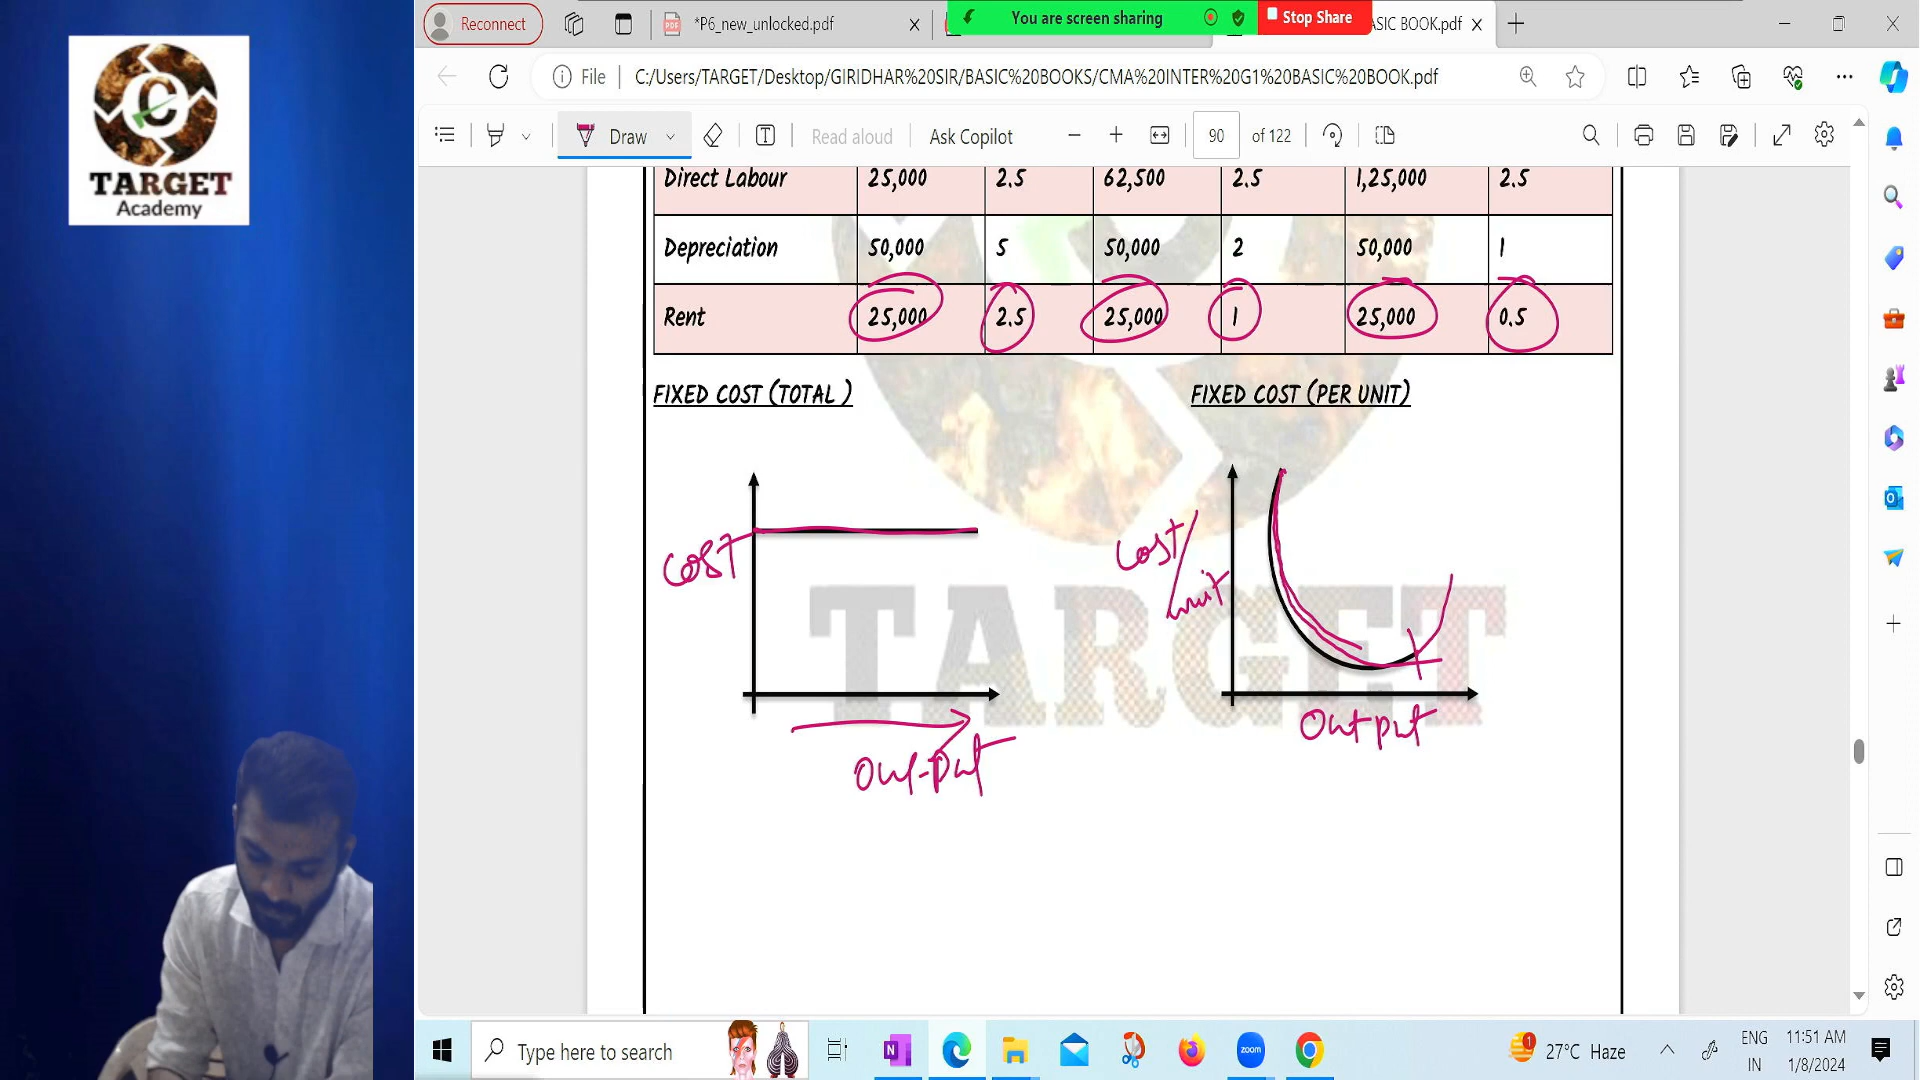 Reconnect
*P6_new_unlocked.pdf
You are screen sharing
Stop Share
ASIC BOOK.pdf
File
C:/Users/TARGET/Desktop/GIRIDHAR%20SIR/BASIC%20BOOKS/CMA%20INTER%20G1%20BASIC%20BOOK.pdf
Draw
Read aloud
Ask Copilot
90 of 122
TARGET
Academy
Direct Labour 25,000 2.5 62,500 2.5 1,25,000 2.5
Depreciation 50,000 5 50,000 2 50,000 1
Rent 25,000 2.5 25,000 1 25,000 0.5
FIXED COST (TOTAL )
FIXED COST (PER UNIT)
COST
Cost/
unit
TARGET
Output
Out-put
Type here to search
zoom
27°C Haze
ENG
IN
11:51 AM
1/8/2024